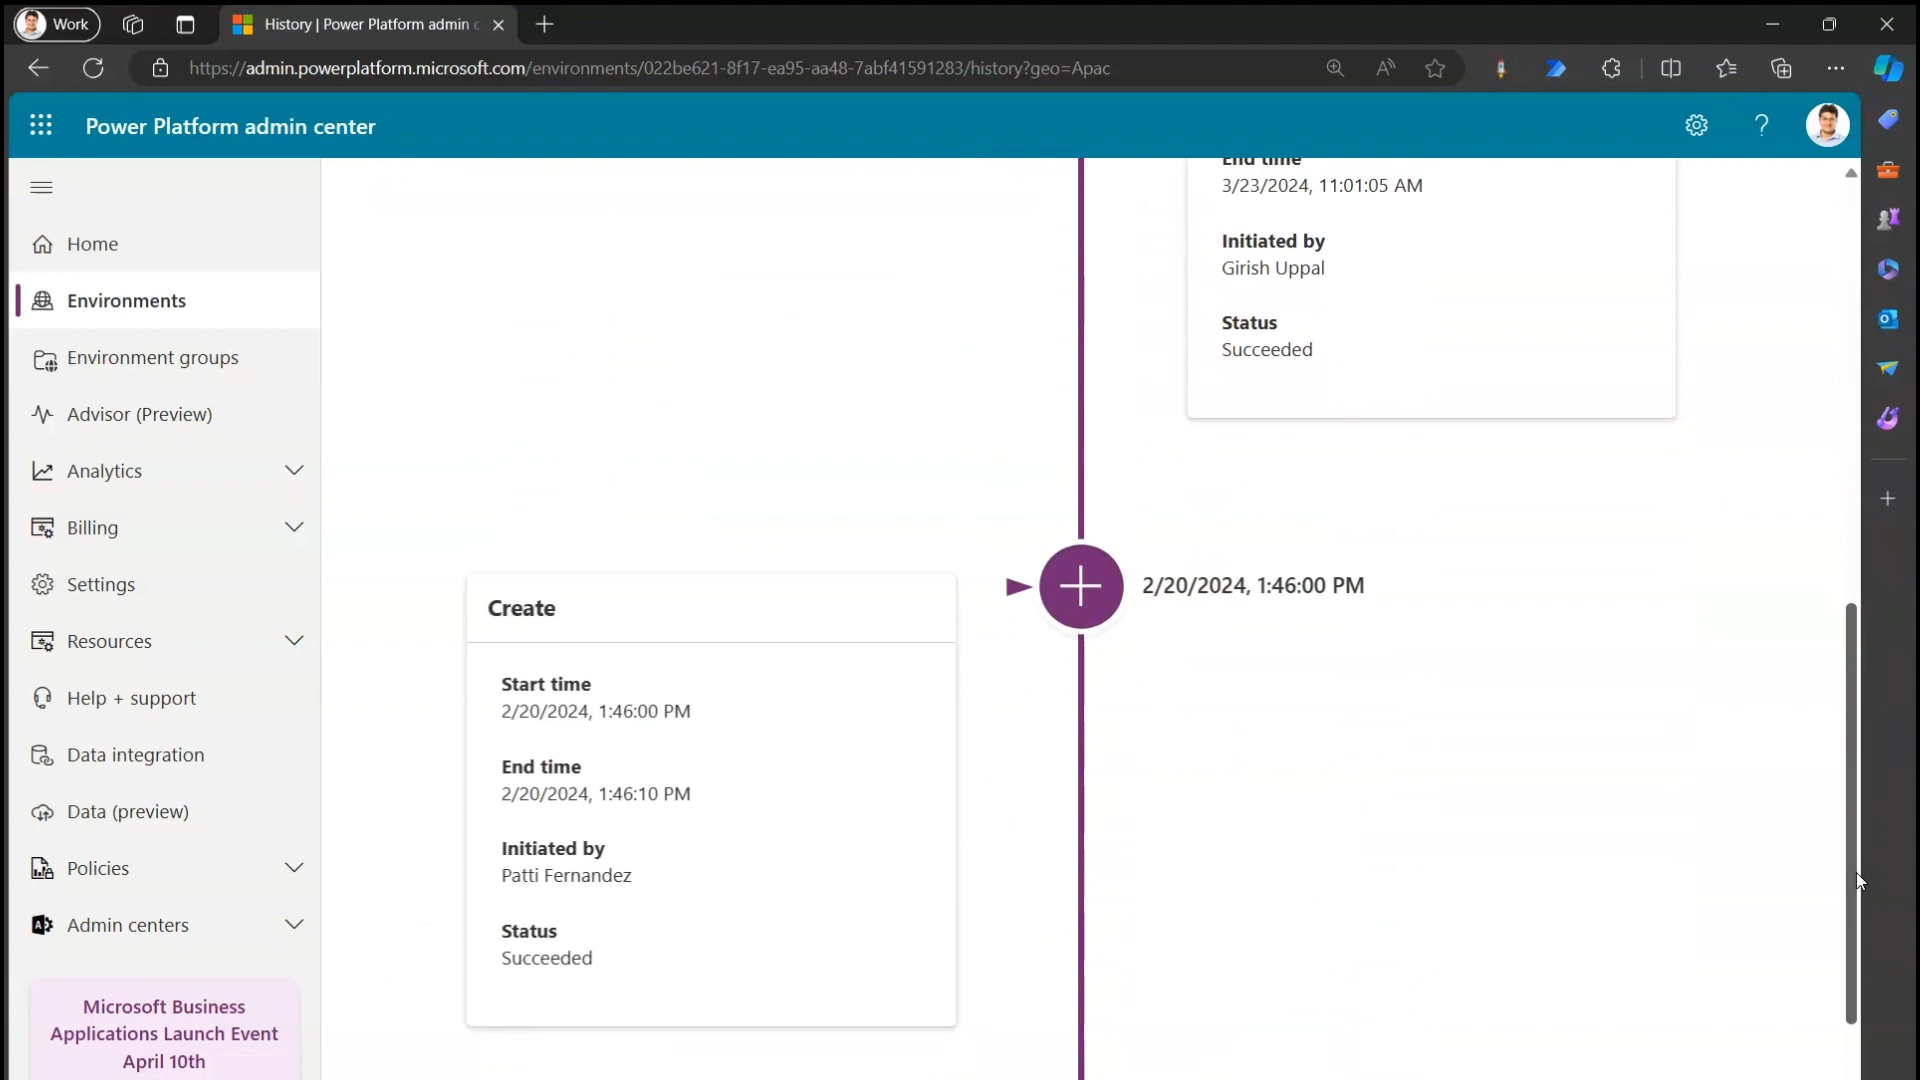 Work
History | Power Platform admin c
https://admin.powerplatform.microsoft.com/environments/022be621-8f17-ea95-aa48-7abf41591283/history?geo=Apac
Power Platform admin center
Home
Environments
Environment groups
Advisor (Preview)
Analytics
Billing
Settings
Resources
Help + support
Data integration
Data (preview)
Policies
Admin centers
Microsoft Business
Applications Launch Event
April 10th
End time
3/23/2024, 11:01:05 AM
Initiated by
Girish Uppal
Status
Succeeded
2/20/2024, 1:46:00 PM
Create
Start time
2/20/2024, 1:46:00 PM
End time
2/20/2024, 1:46:10 PM
Initiated by
Patti Fernandez
Status
Succeeded